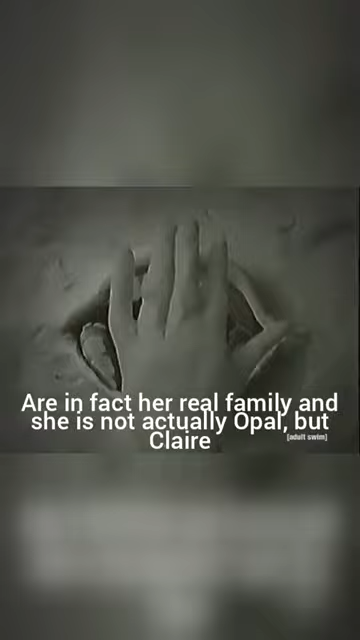 Are in fact her real family and
she is not actually Opal, but
Claire
[adult swim]